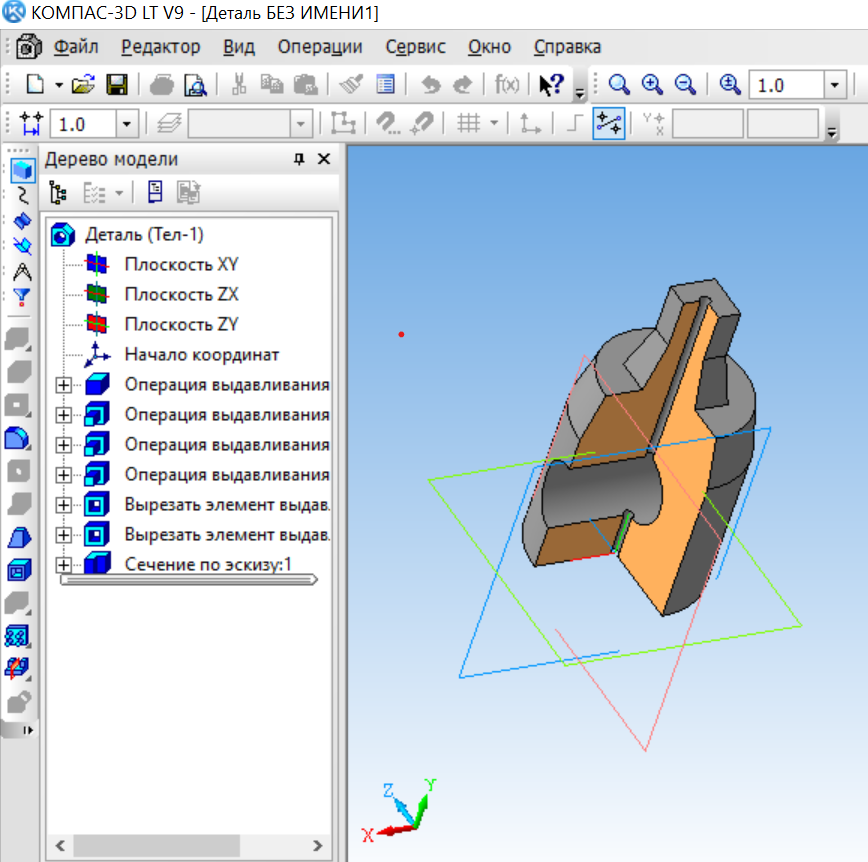 КОМПАС-3D LT V9 - [Деталь БЕЗ ИМЕНИ1]
Файл Редактор Вид Операции Сервис Окно Справка
f(x) ? 1.0
1.0
Дерево модели
Деталь (Тел-1)
Плоскость XY
Плоскость ZX
Плоскость ZY
Начало координат
Операция выдавливания
Операция выдавливания
Операция выдавливания
Операция выдавливания
Вырезать элемент выдав.
Вырезать элемент выдав.
Сечение по эскизу:1
Z Y
X